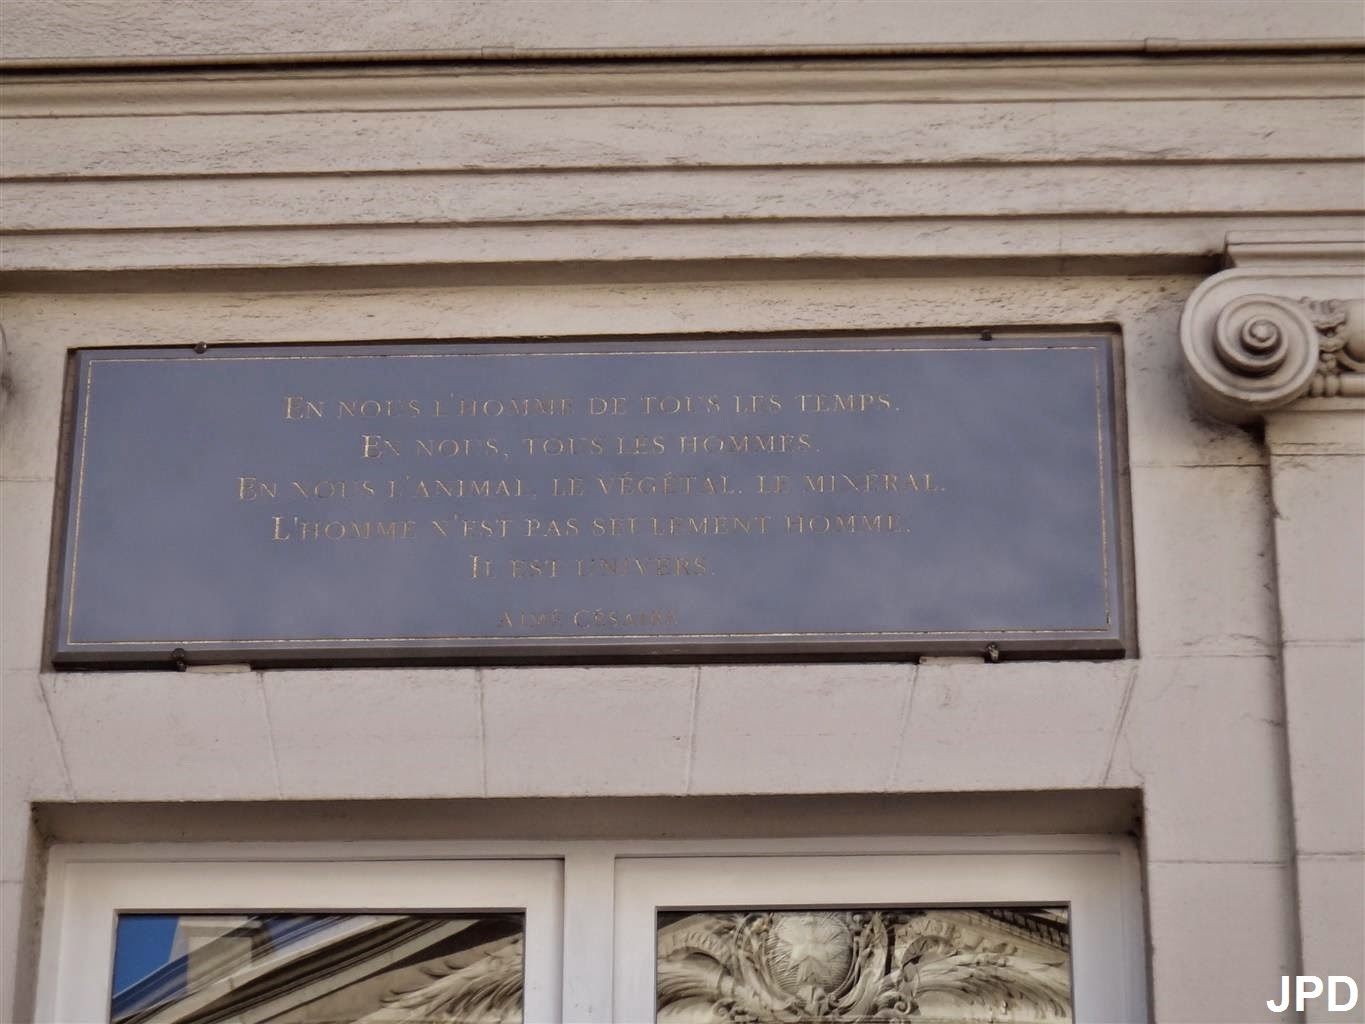 EN NOUS L'HOMME DE TOUS LES TEMPS.
EN NOUS, TOUS LES HOMMES.
EN NOUS L'ANIMAL, LE VÉGÉTAL, LE MINÉRAL.
L'HOMME N'EST PAS SEULEMENT HOMME.
IL EST UNIVERS.
AIMÉ CÉSAIRE
JPD